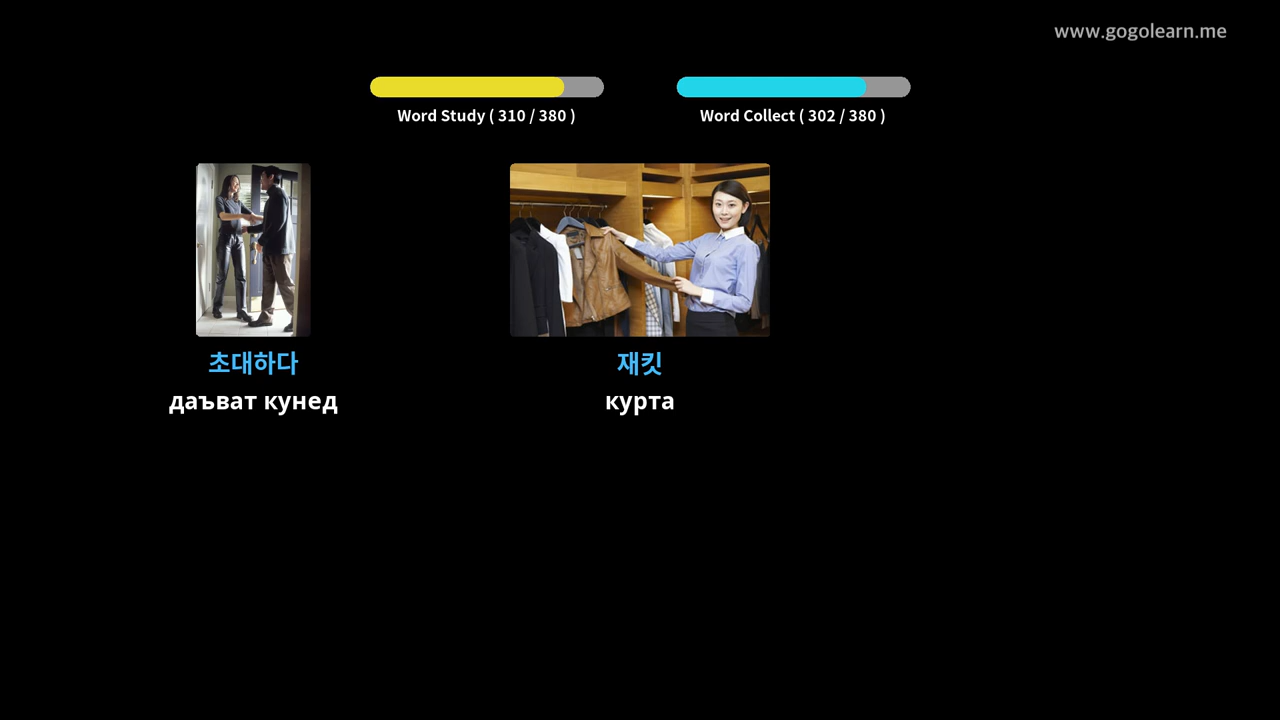 www.gogolearn.me
Word Study ( 310 / 380 )
Word Collect ( 302 / 380 )
초대하다
даъват кунед
재킷
курта